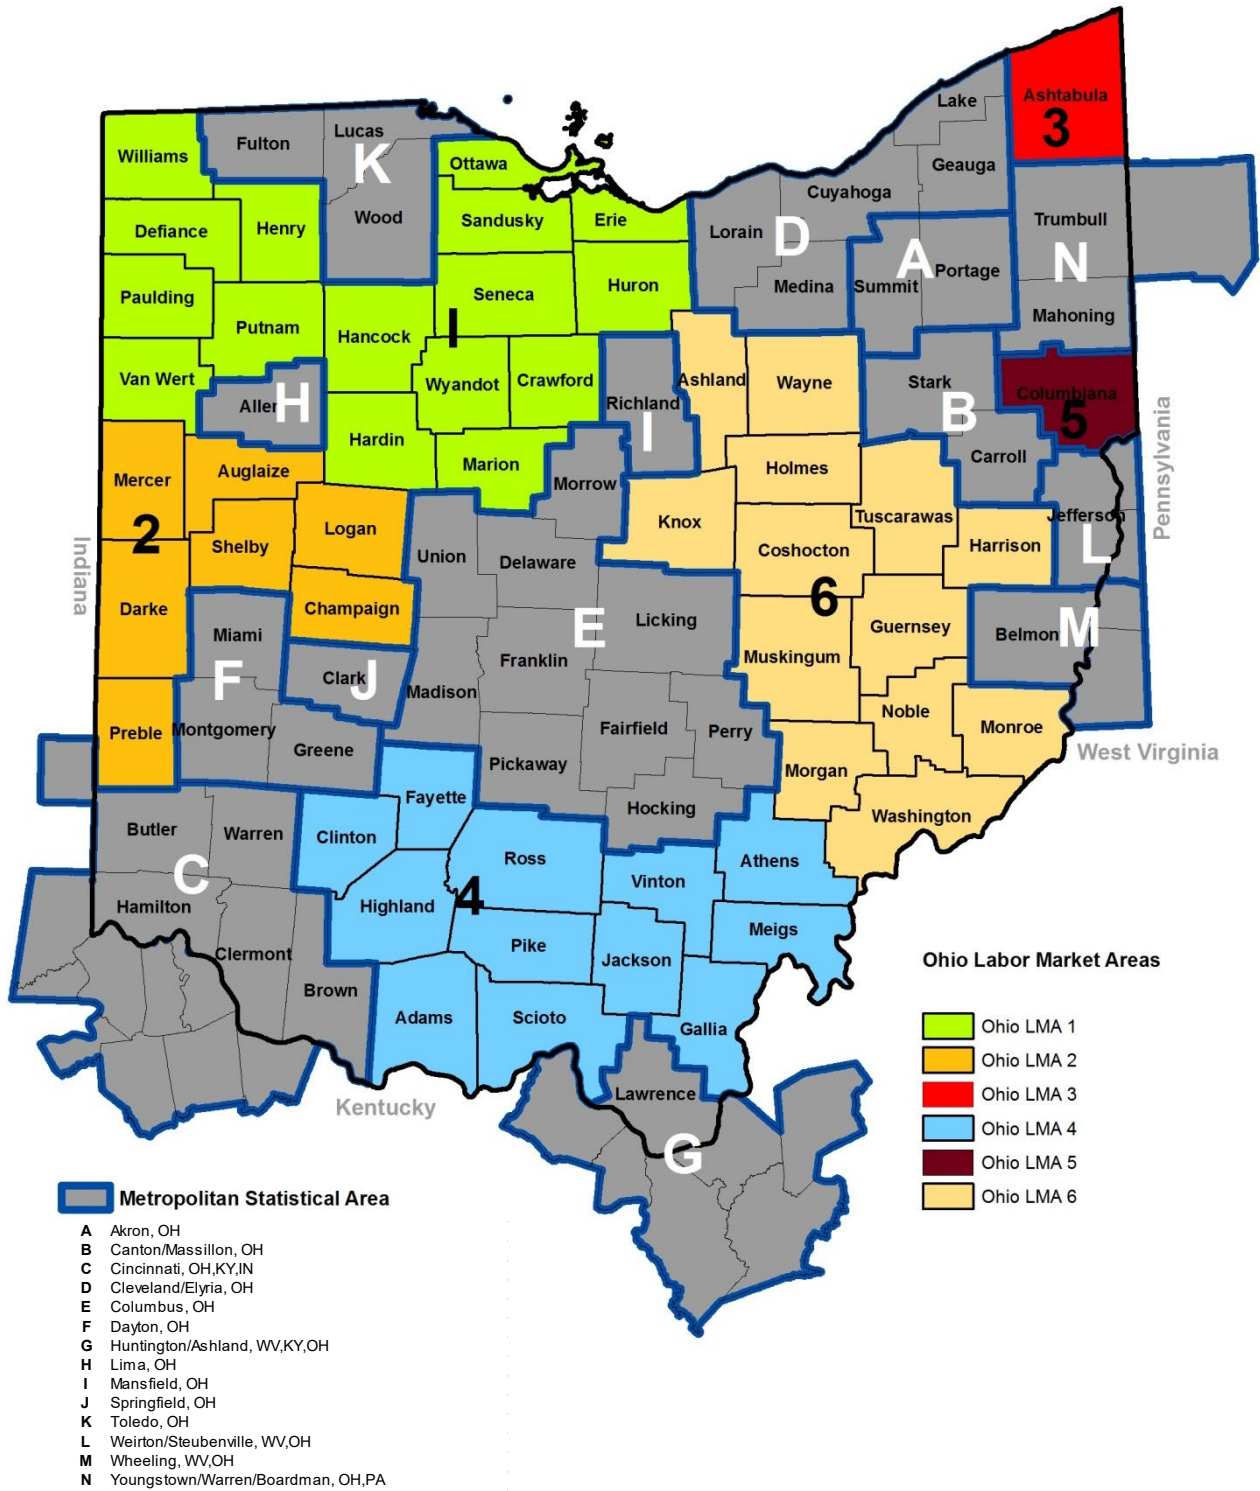 Lake
Ashtabula
3
Lucas
Fulton
K
Williams
Ottawa
Geauga
Cuyahoga
Wood
Sandusky
Erie
Trumbull
Henry
Defiance
Lorain
D
A
N
Portage
Paulding
Seneca
Huron
Medina
Summit
Putnam
Hancock
I
Mahoning
Van Wert
Wyandot
Crawford
Ashland
Wayne
Stark
Columbiana
Allen
H
Richland
I
B
5
Hardin
Marion
Carroll
Pennsylvania
Mercer
Auglaize
Morrow
Holmes
2
Shelby
Logan
Knox
Tuscarawas
Jefferson
Indiana
Union
Delaware
Coshocton
Harrison
L
Darke
Champaign
6
Miami
E
Licking
Guernsey
Belmon
M
F
Clark
J
Franklin
Muskingum
Madison
Noble
Preble
Montgomery
Greene
Fairfield
Perry
Monroe
Pickaway
Morgan
West Virginia
Fayette
Hocking
Washington
Butler
Warren
Clinton
Ross
Athens
C
Vinton
Hamilton
Highland
4
Meigs
Clermont
Pike
Jackson
Ohio Labor Market Areas
Brown
Adams
Scioto
Gallia
Ohio LMA 1
Ohio LMA 2
Ohio LMA 3
Ohio LMA 4
Ohio LMA 5
Ohio LMA 6
Lawrence
Kentucky
G
Metropolitan Statistical Area
A Akron, OH
B Canton/Massillon, OH
C Cincinnati, OH,KY,IN
D Cleveland/Elyria, OH
E Columbus, OH
F Dayton, OH
G Huntington/Ashland, WV,KY,OH
H Lima, OH
I Mansfield, OH
J Springfield, OH
K Toledo, OH
L Weirton/Steubenville, WV,OH
M Wheeling, WV,OH
N Youngstown/Warren/Boardman, OH,PA